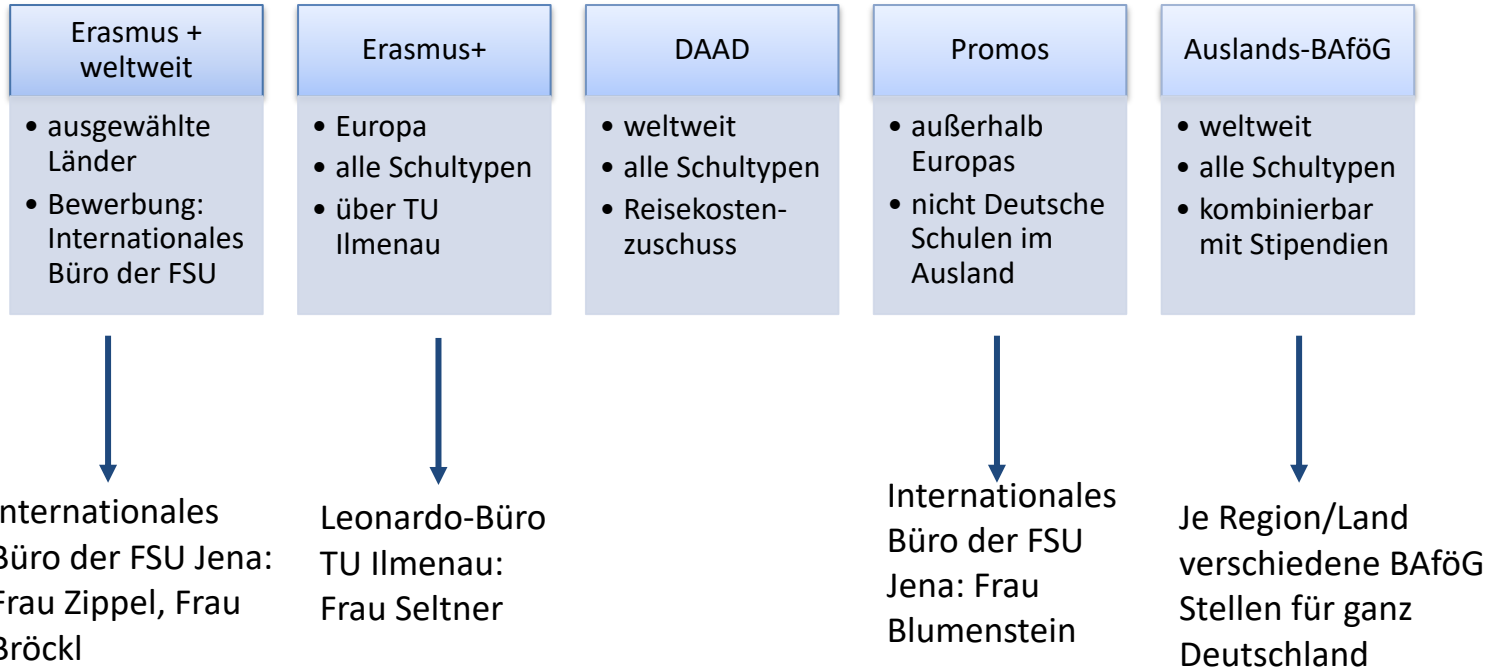 Erasmus +
weltweit
• ausgewählte
Länder
• Bewerbung:
Internationales
Büro der FSU
Erasmus+
• Europa
• alle Schultypen
• über TU
Ilmenau
DAAD
• weltweit
• alle Schultypen
• Reisekosten-
zuschuss
Promos
• außerhalb
Europas
• nicht Deutsche
Schulen im
Ausland
Auslands-BAföG
• weltweit
• alle Schultypen
• kombinierbar
mit Stipendien
Internationales
Büro der FSU Jena:
Frau Zippel, Frau
Bröckl
Leonardo-Büro
TU Ilmenau:
Frau Seltner
Internationales
Büro der FSU
Jena: Frau
Blumenstein
Je Region/Land
verschiedene BAföG
Stellen für ganz
Deutschland